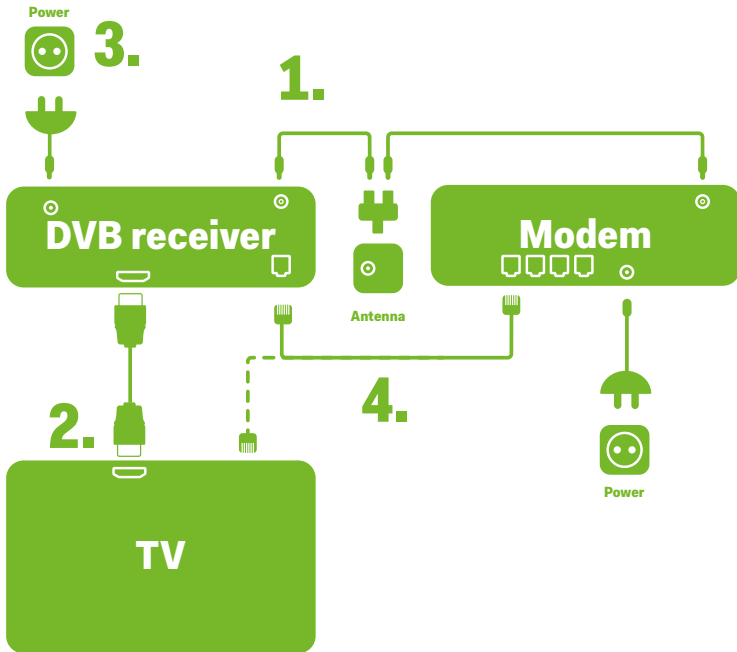 Power
3.
1.
DVB receiver
Modem
Antenna
2.
4.
Power
TV